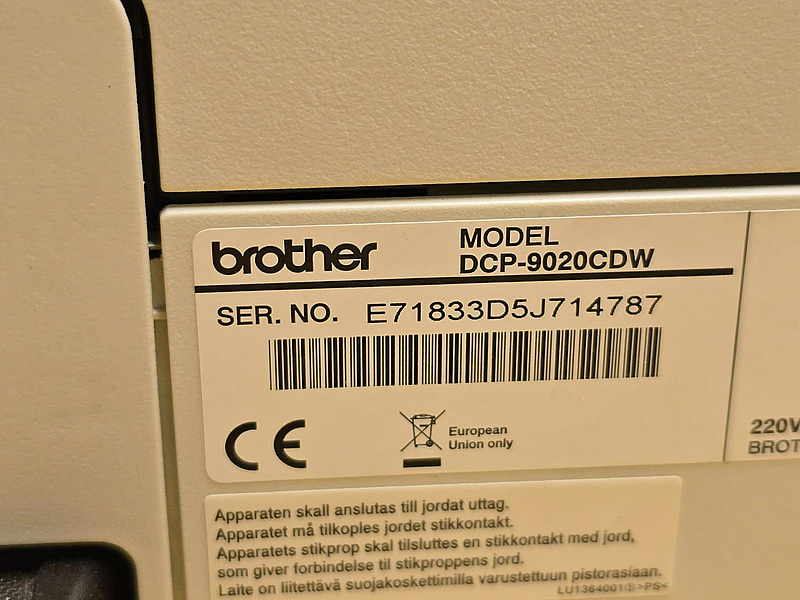 brother
MODEL
DCP-9020CDW
SER. NO. E71833D5J714787
CE
European
Union only
220V
BROT
Apparaten skall anslutas till jordat uttag.
Apparatet må tilkoples jordet stikkontakt.
Apparatets stikprop skal tilsluttes en stikkontakt med jord,
som giver forbindelse til stikproppens jord.
Laite on liitettävä suojakoskettimilla varustettuun pistorasiaan.
LU1364001① >PS<